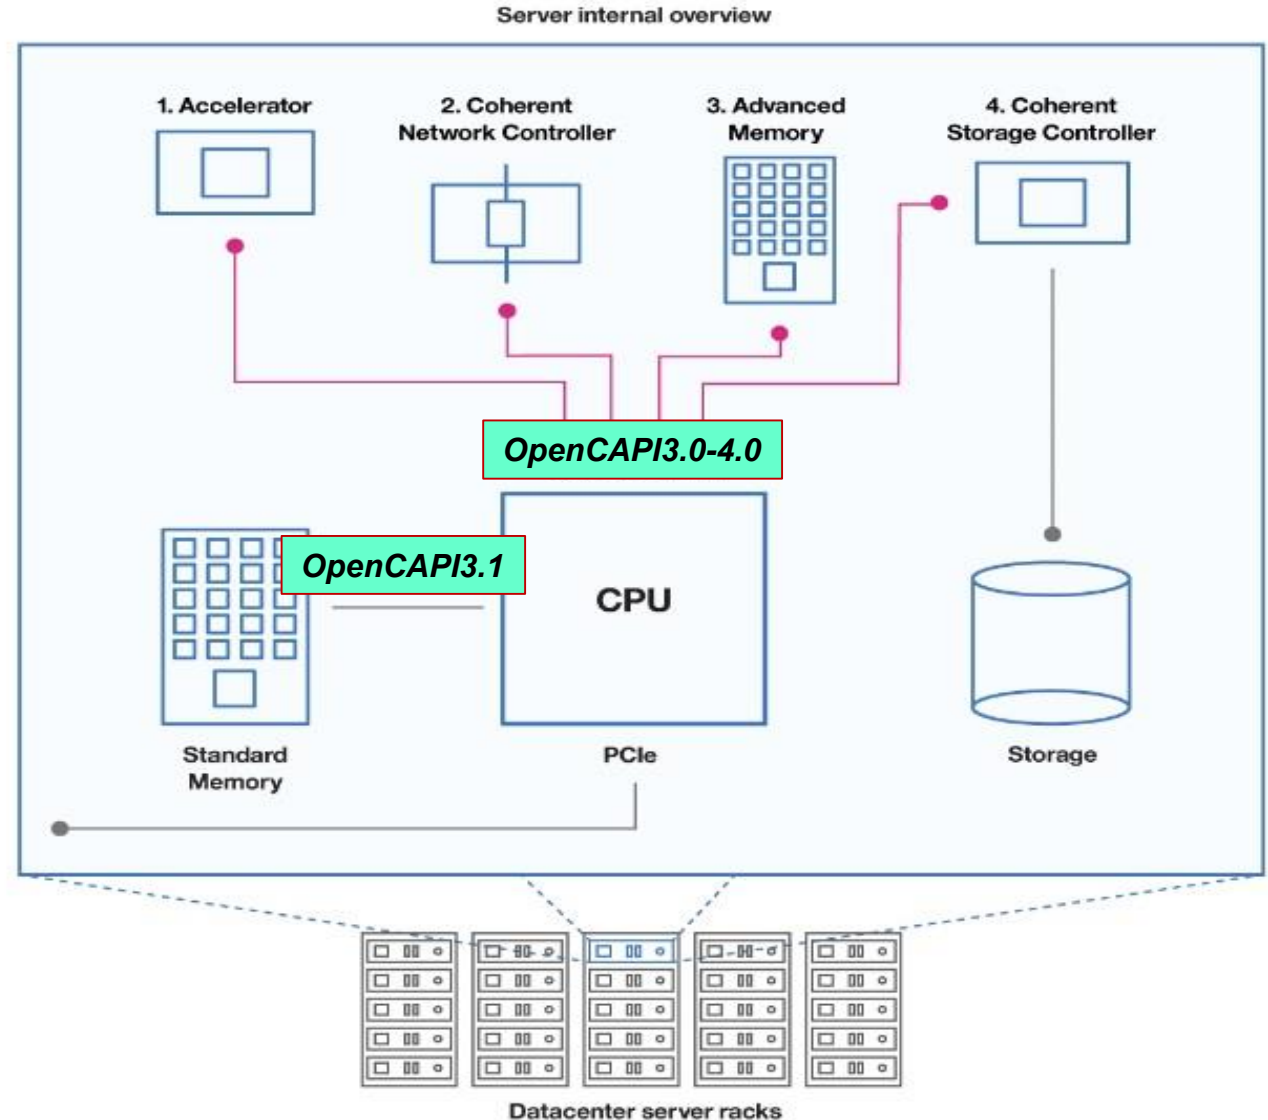 Server internal overview
1. Accelerator
2. Coherent
Network Controller
3. Advanced
Memory
4. Coherent
Storage Controller
OpenCAPI3.0-4.0
OpenCAPI3.1
CPU
Standard
Memory
PCIe
Storage
Datacenter server racks